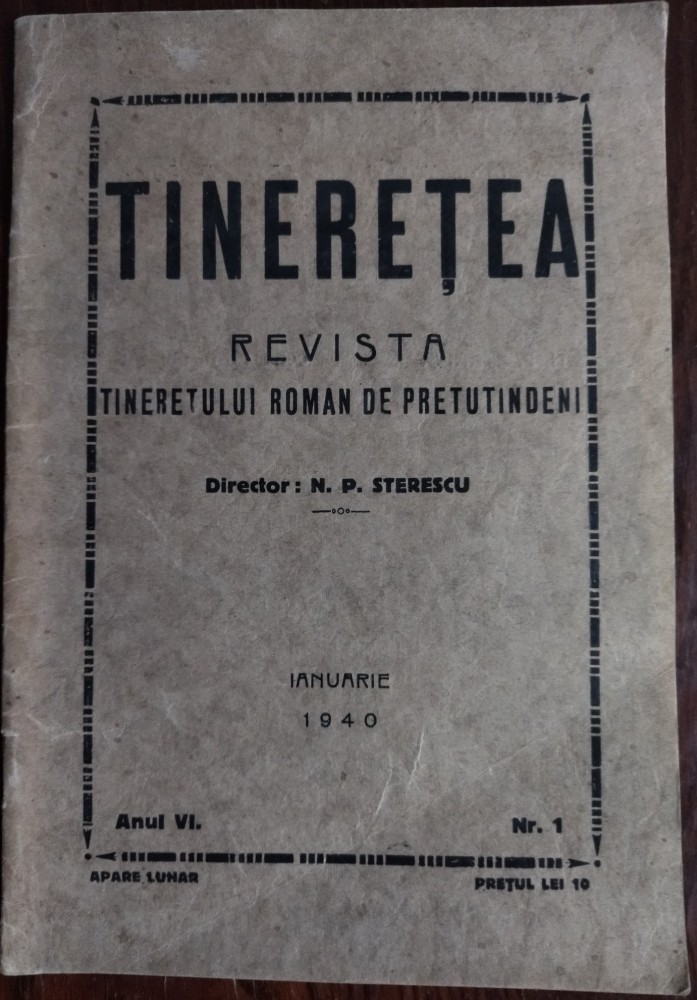 TINEREȚEA
REVISTA
TINERETULUI ROMAN DE PRETUTINDENI
Director: N. P. STERESCU
IANUARIE
1940
Anul VI.
Nr. 1
APARE LUNAR
PREȚUL LEI 10